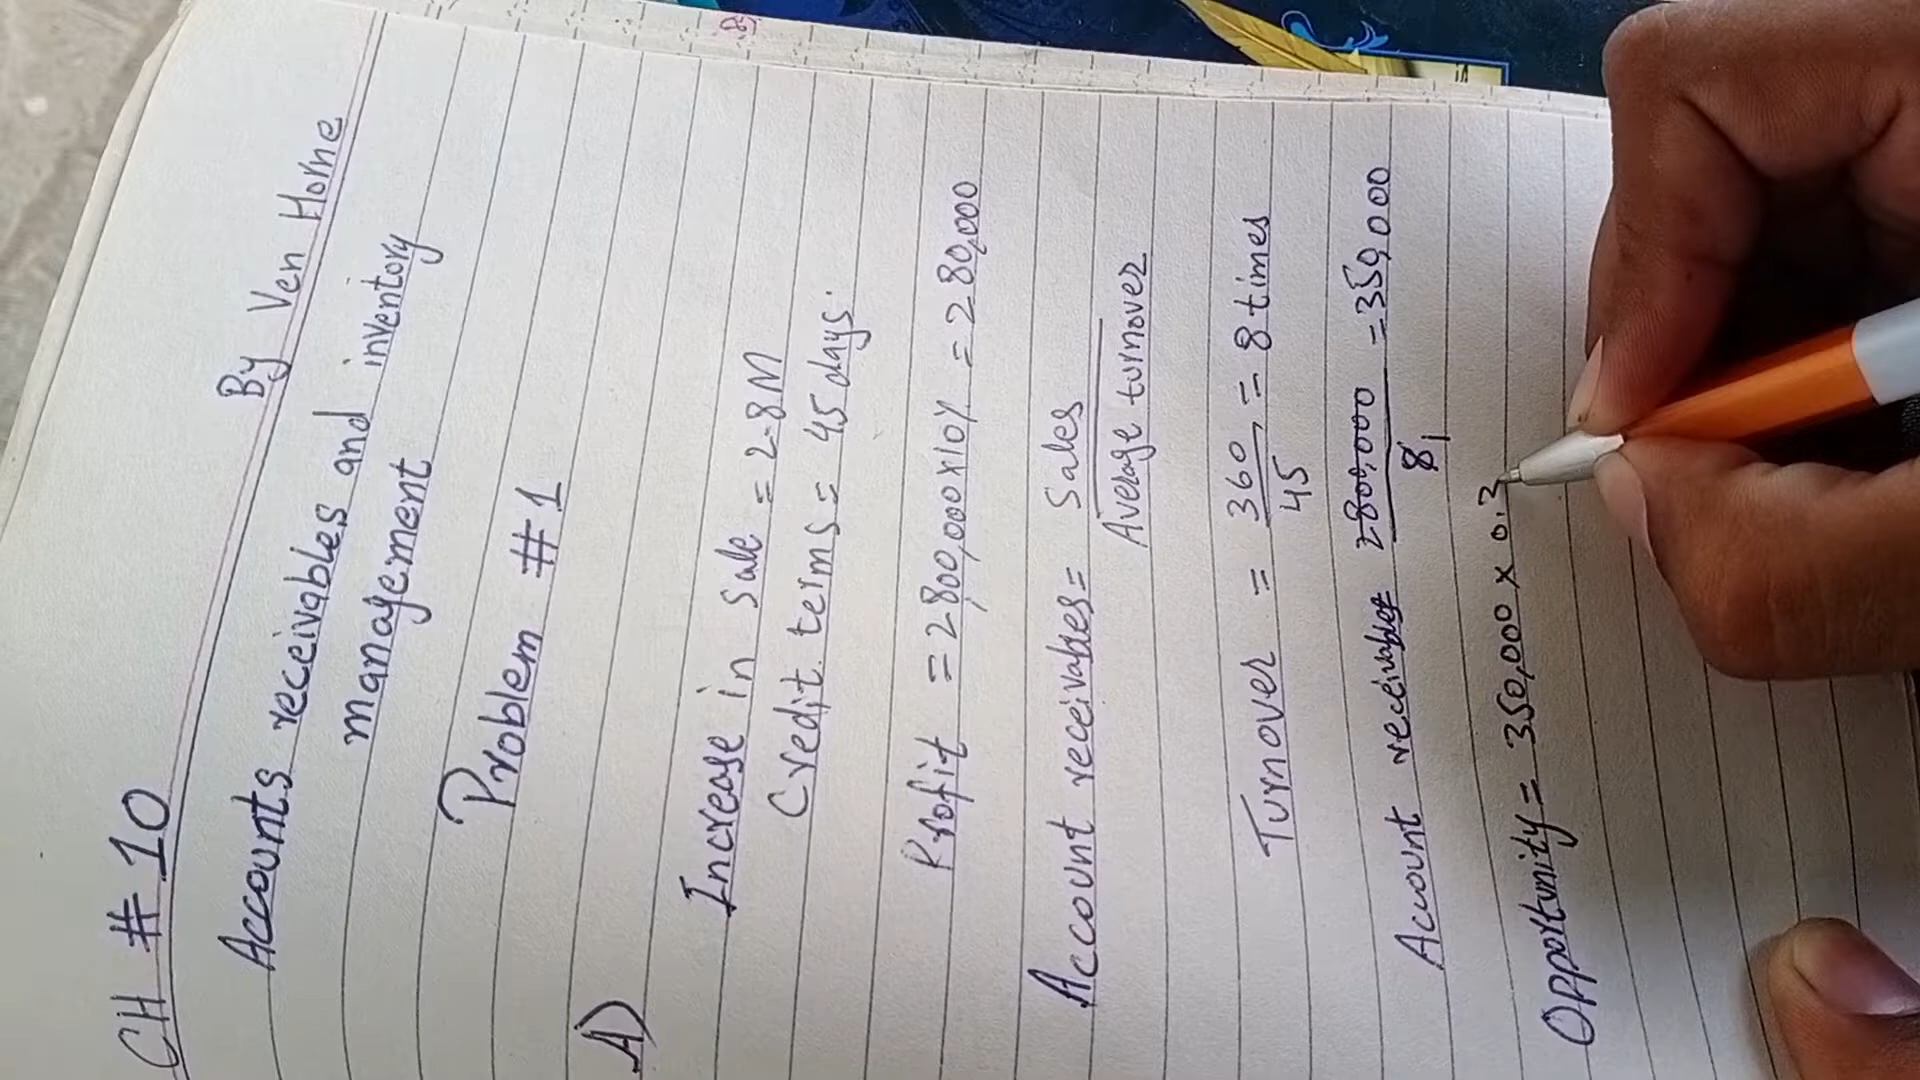 CH # 10
By Ven Horne
Accounts receivables and inventory
management
Problem # 1
A)
Increase in sale = 2.8M
Credit terms = 45 days.
Profit = 2,800,000 x 10% = 280,000
Account receivables = Sales
Average turnover
Turnover = 360 = 8 times
45
Account receivables 2800,000 = 350,000
8
Opportunity = 350,000 x 0.2